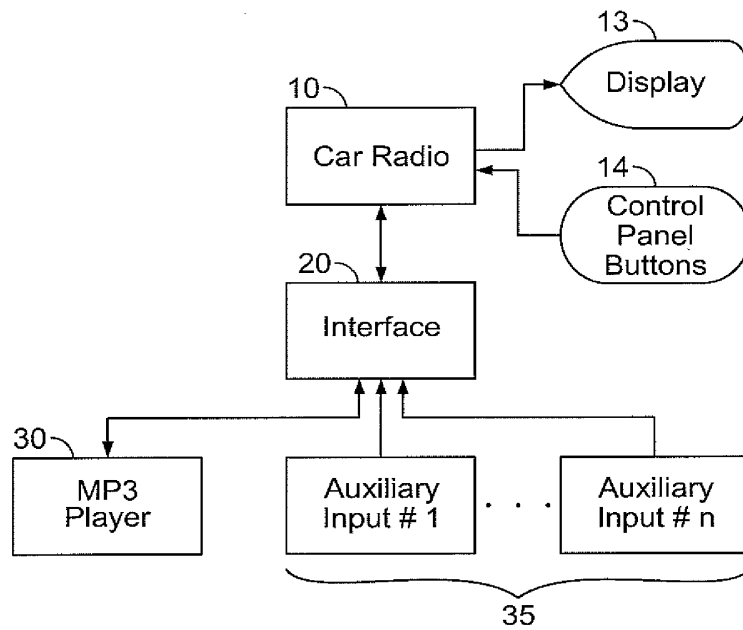 13
Display
10
Car Radio
14
Control
Panel
Buttons
20
Interface
30
MP3
Player
Auxiliary
Input # 1
. . .
Auxiliary
Input # n
35